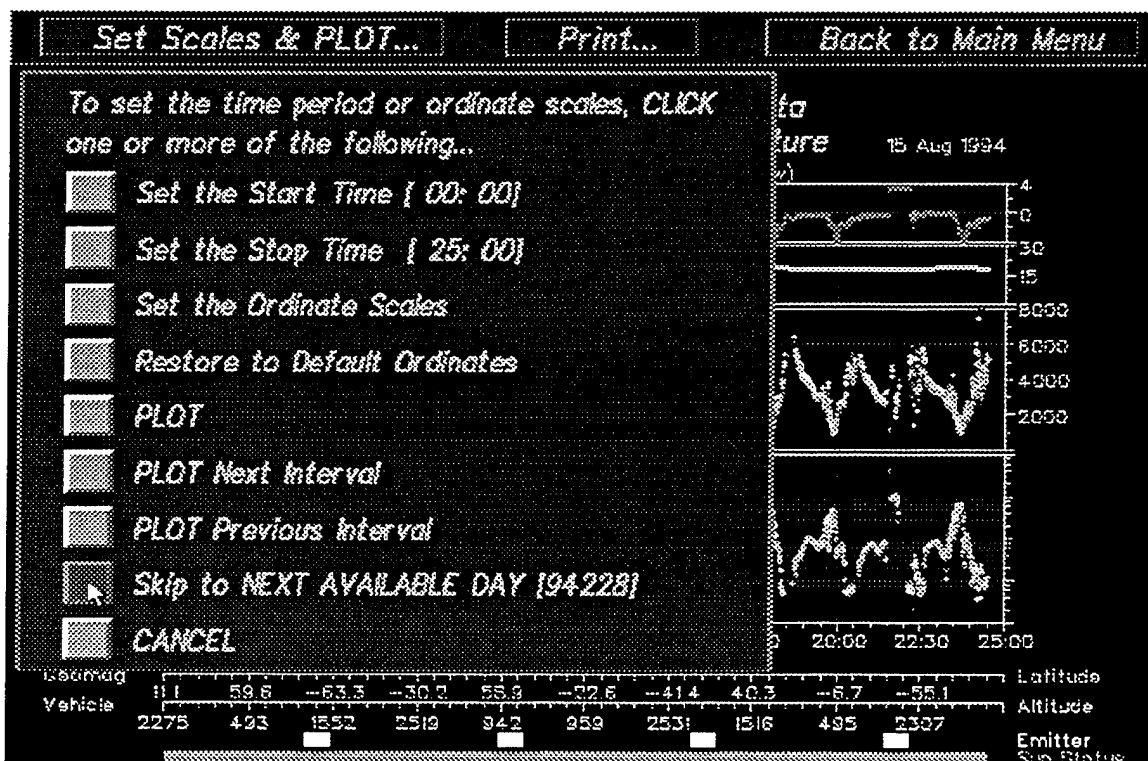 Set Scales & PLOT... Print... Back to Main Menu
To set the time period or ordinate scales, CLICK
one or more of the following...
Set the Start Time [ 00: 00]
Set the Stop Time [ 25: 00]
Set the Ordinate Scales
Restore to Default Ordinates
PLOT
PLOT Next Interval
PLOT Previous Interval
Skip to NEXT AVAILABLE DAY [94228]
CANCEL
ta
ture 15 Aug 1994
v)
4
0
30
15
8000
6000
4000
2000
0 20:00 22:30 25:00
Geomag 11.1 59.6 -63.3 -30.2 -41.4 40.3 -6.7 -55.1 Latitude
Vehicle 2275 493 1552 2519 942 959 2531 1516 495 2307 Altitude
Emitter
Sun Status